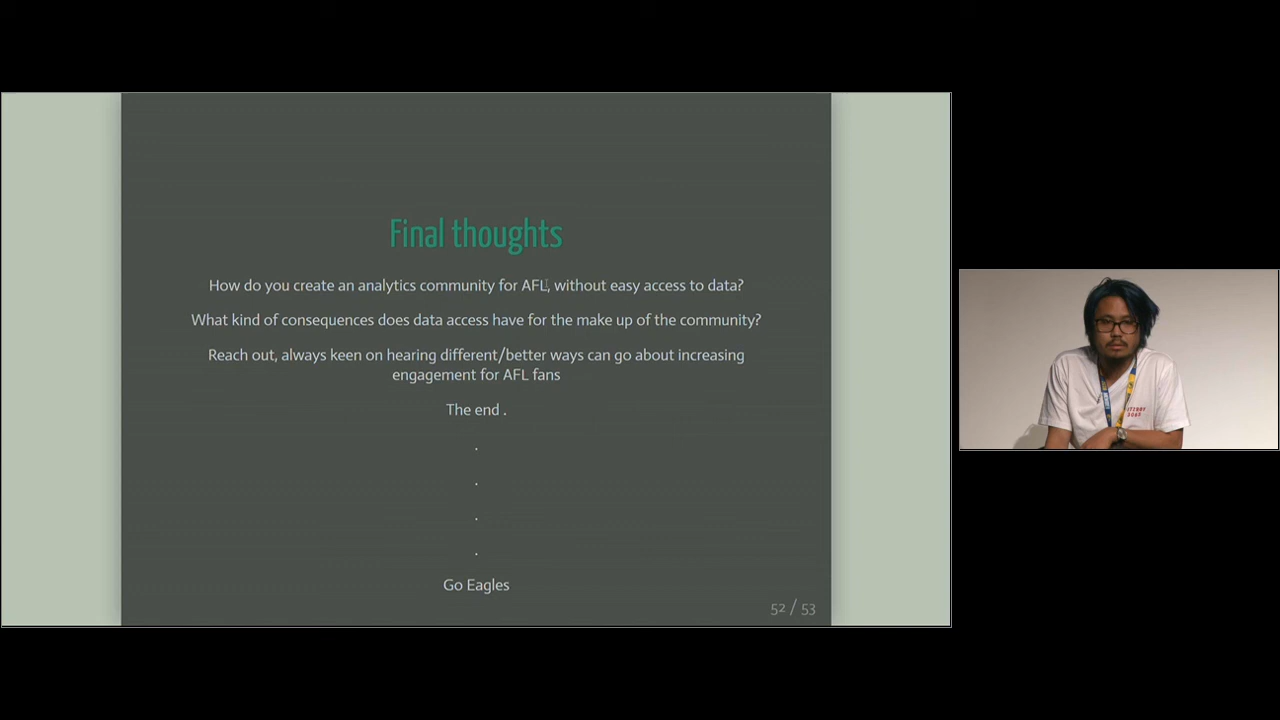 Final thoughts
How do you create an analytics community for AFL, without easy access to data?
What kind of consequences does data access have for the make up of the community?
Reach out, always keen on hearing different/better ways can go about increasing
engagement for AFL fans
The end .
.
.
.
.
Go Eagles
52 / 53